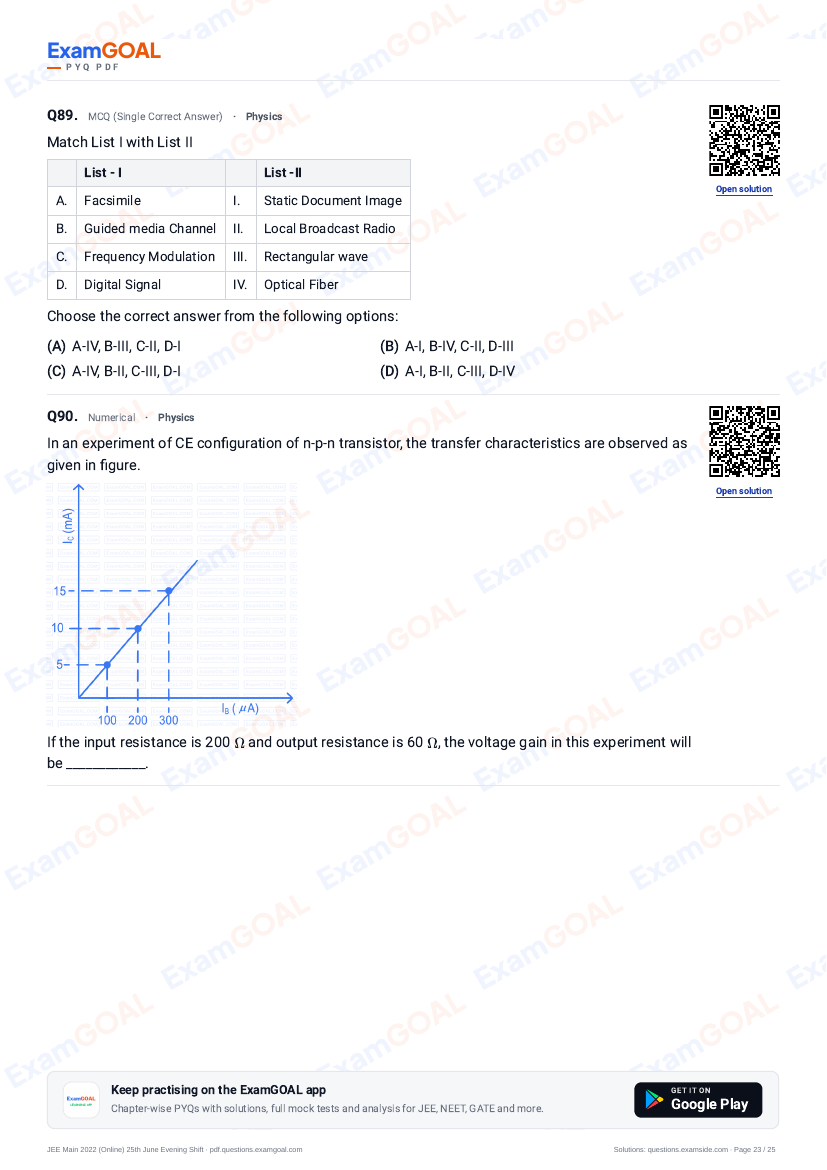 ExamGOAL
PYQ PDF
Q89. MCQ (Single Correct Answer) · Physics
Open solution
Match List I with List II
List - I List -II
A. Facsimile I. Static Document Image
B. Guided media Channel II. Local Broadcast Radio
C. Frequency Modulation III. Rectangular wave
D. Digital Signal IV. Optical Fiber
Choose the correct answer from the following options:
(A) A-IV, B-III, C-II, D-I (B) A-I, B-IV, C-II, D-III
(C) A-IV, B-II, C-III, D-I (D) A-I, B-II, C-III, D-IV
Q90. Numerical · Physics
Open solution
In an experiment of CE configuration of n-p-n transistor, the transfer characteristics are observed as
given in figure.
I_C (mA)
15
10
5
100 200 300
I_B ( μA)
If the input resistance is 200 Ω and output resistance is 60 Ω, the voltage gain in this experiment will
be ____________.
Keep practising on the ExamGOAL app
Chapter-wise PYQs with solutions, full mock tests and analysis for JEE, NEET, GATE and more.
ExamGOAL
GET IT ON
Google Play
JEE Main 2022 (Online) 25th June Evening Shift · pdf.questions.examgoal.com
Solutions: questions.examside.com · Page 23 / 25